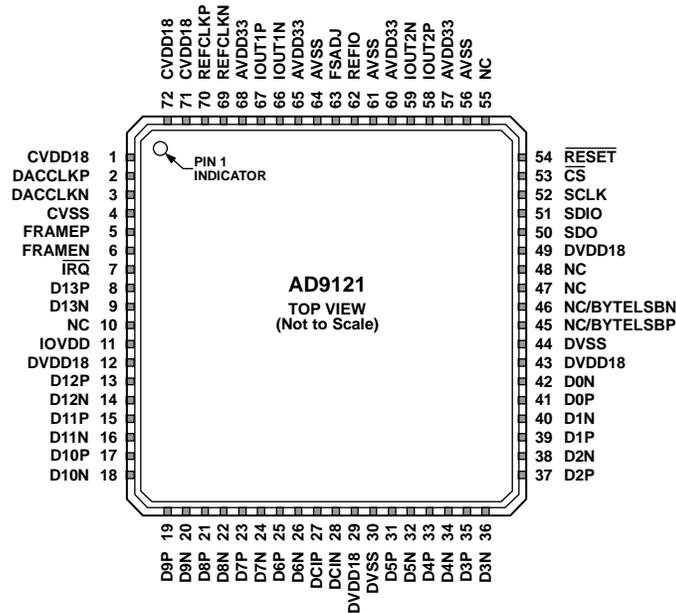 72 CVDD18
71 CVDD18
70 REFCLKP
69 REFCLKN
68 AVDD33
67 IOUT1P
66 IOUT1N
65 AVDD33
64 AVSS
63 FSADJ
62 REFIO
61 AVSS
60 AVDD33
59 IOUT2N
58 IOUT2P
57 AVDD33
56 AVSS
55 NC
CVDD18 1
DACCLKP 2
DACCLKN 3
CVSS 4
FRAMEP 5
FRAMEN 6
IRQ 7
D13P 8
D13N 9
NC 10
IOVDD 11
DVDD18 12
D12P 13
D12N 14
D11P 15
D11N 16
D10P 17
D10N 18
PIN 1
INDICATOR
AD9121
TOP VIEW
(Not to Scale)
54 RESET
53 CS
52 SCLK
51 SDIO
50 SDO
49 DVDD18
48 NC
47 NC
46 NC/BYTELSBN
45 NC/BYTELSBP
44 DVSS
43 DVDD18
42 D0N
41 D0P
40 D1N
39 D1P
38 D2N
37 D2P
D9P 19
D9N 20
D8P 21
D8N 22
D7P 23
D7N 24
D6P 25
D6N 26
DCIP 27
DCIN 28
DVDD18 29
DVSS 30
D5P 31
D5N 32
D4P 33
D4N 34
D3P 35
D3N 36